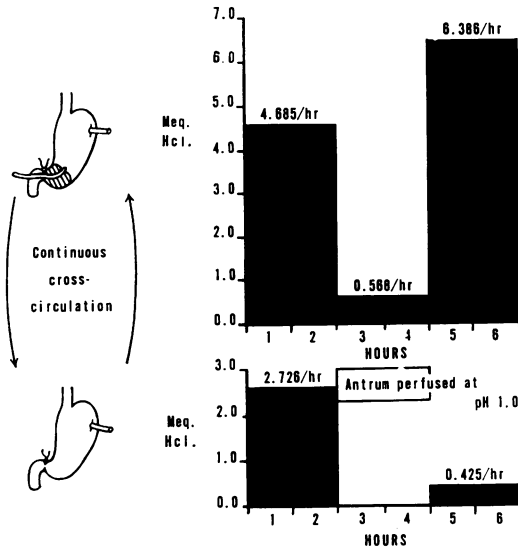 6.386/hr
7.0
6.0
4.685/hr
5.0
Meq.
Hcl.
4.0
3.0
2.0
1.0
0.568/hr
0.0
1 2 3 4 5 6
HOURS
Continuous
cross-
circulation
3.0
2.726/hr
Antrum perfused at
pH 1.0
Meq.
Hcl.
2.0
1.0
0.425/hr
0.0
1 2 3 4 5 6
HOURS